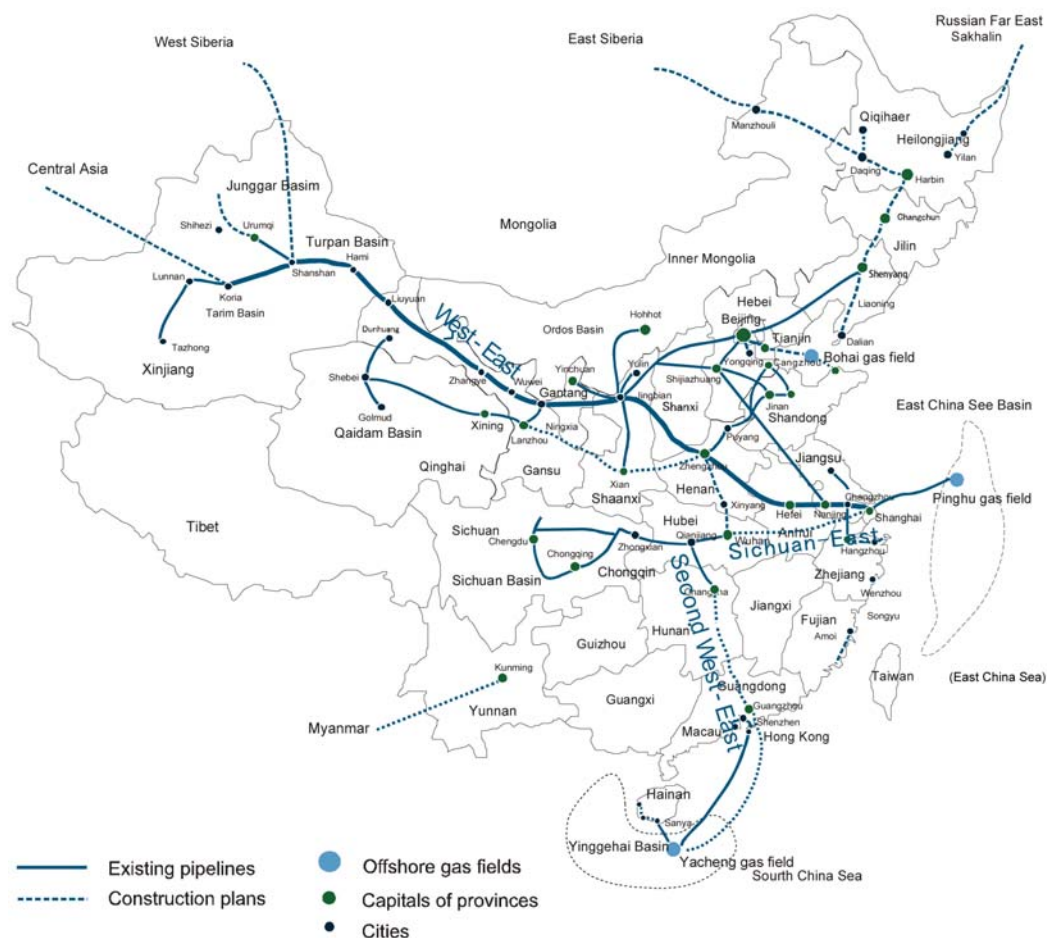 Russian Far East
Sakhalin
West Siberia
East Siberia
Manzhouli
Qiqihaer
Heilongjiang
Yilan
Daqing
Harbin
Central Asia
Junggar Basim
Shihezi
Urumqi
Mongolia
Changchun
Turpan Basin
Jilin
Hami
Lunnan
Shanshan
Inner Mongolia
Shenyang
Korla
Tarim Basin
Liuyuan
Hebei
Liaoning
Hohhot
Beijing
Ordos Basin
Dunhuang
West-East
Tianjin
Dalian
Tazhong
Yongqing
Cangzhou
Bohai gas field
Xinjiang
Yulin
Yinchuan
Shijiazhuang
Shebei
Zhangye
Wuwei
Gantang
Jingbian
Shanxi
Jinan
East China See Basin
Golmud
Shandong
Qaidam Basin
Xining
Ningxia
Lanzhou
Puyang
Jiangsu
Qinghai
Gansu
Zhengzhou
Xian
Henan
Changzhou
Pinghu gas field
Shaanxi
Xinyang
Hefei
Nanjing
Shanghai
Tibet
Sichuan
Hubei
Anhui
Chengdu
Qianjiang
Wuhan
Sichuan-East
Hangzhou
Zhongxian
Chongqing
Chongqin
Sichuan Basin
Zhejiang
Wenzhou
Second West-East
Changsha
Jiangxi
Songyu
Fujian
Amoi
Hunan
Guizhou
Kunming
Taiwan
(East China Sea)
Guangdong
Guangxi
Guangzhou
Yunnan
Shenzhen
Myanmar
Macau
Hong Kong
Hainan
Sanya
Yinggehai Basin
Yacheng gas field
Sourth China Sea
Existing pipelines
Construction plans
Offshore gas fields
Capitals of provinces
Cities